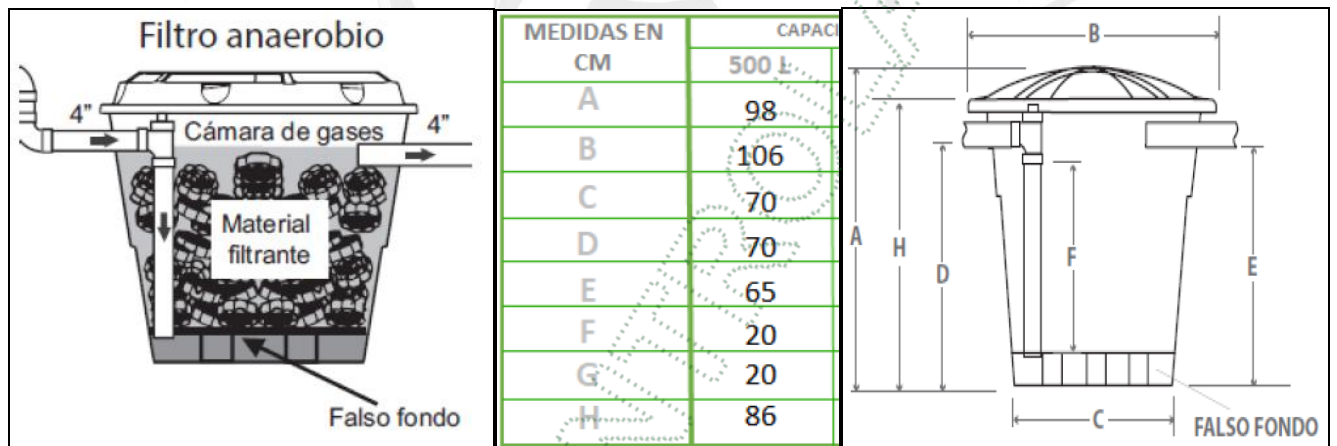 Filtro anaerobio
4"
Cámara de gases
4"
Material
filtrante
Falso fondo
MEDIDAS EN
CM
CAPACI
500 L
A 98
B 106
C 70
D 70
E 65
F 20
G 20
H 86
B
A
H
D
F
E
C
FALSO FONDO